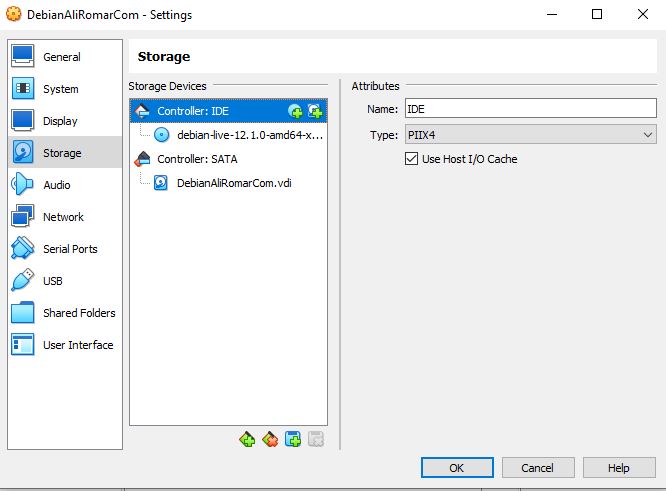 DebianAliRomarCom - Settings
General
System
Display
Storage
Audio
Network
Serial Ports
USB
Shared Folders
User Interface
Storage
Storage Devices
Controller: IDE
debian-live-12.1.0-amd64-x...
Controller: SATA
DebianAliRomarCom.vdi
Attributes
Name: IDE
Type: PIIX4
Use Host I/O Cache
OK Cancel Help